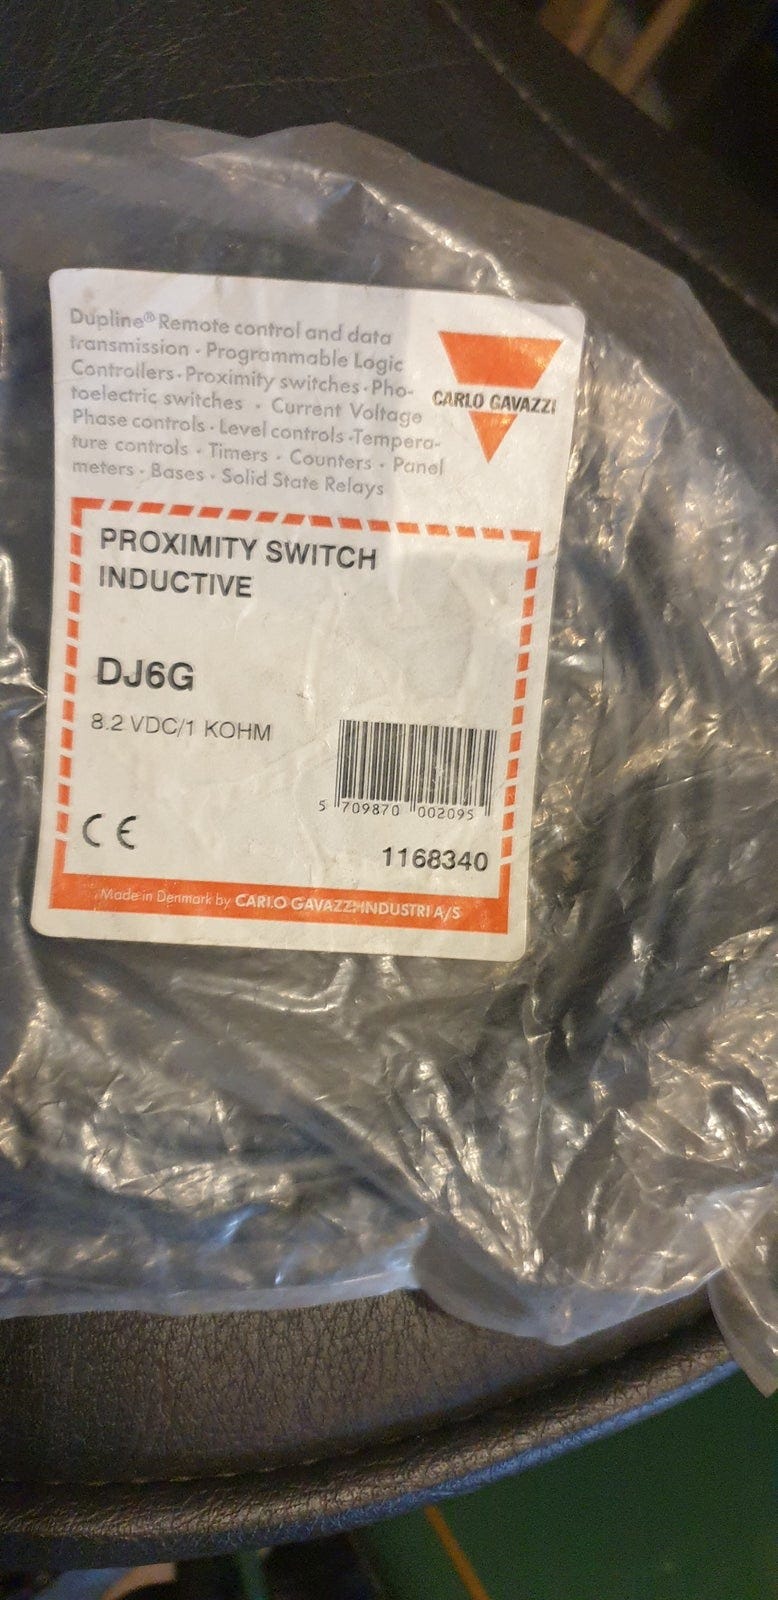 Dupline® Remote control and data
transmission · Programmable Logic
Controllers · Proximity switches · Pho-
toelectric switches · Current Voltage
Phase controls · Level controls · Tempera-
ture controls · Timers · Counters · Panel
meters · Bases · Solid State Relays
CARLO GAVAZZI
PROXIMITY SWITCH
INDUCTIVE
DJ6G
8.2 VDC/1 KOHM
5 709870 002095
CE
1168340
Made in Denmark by CARLO GAVAZZI INDUSTRI A/S